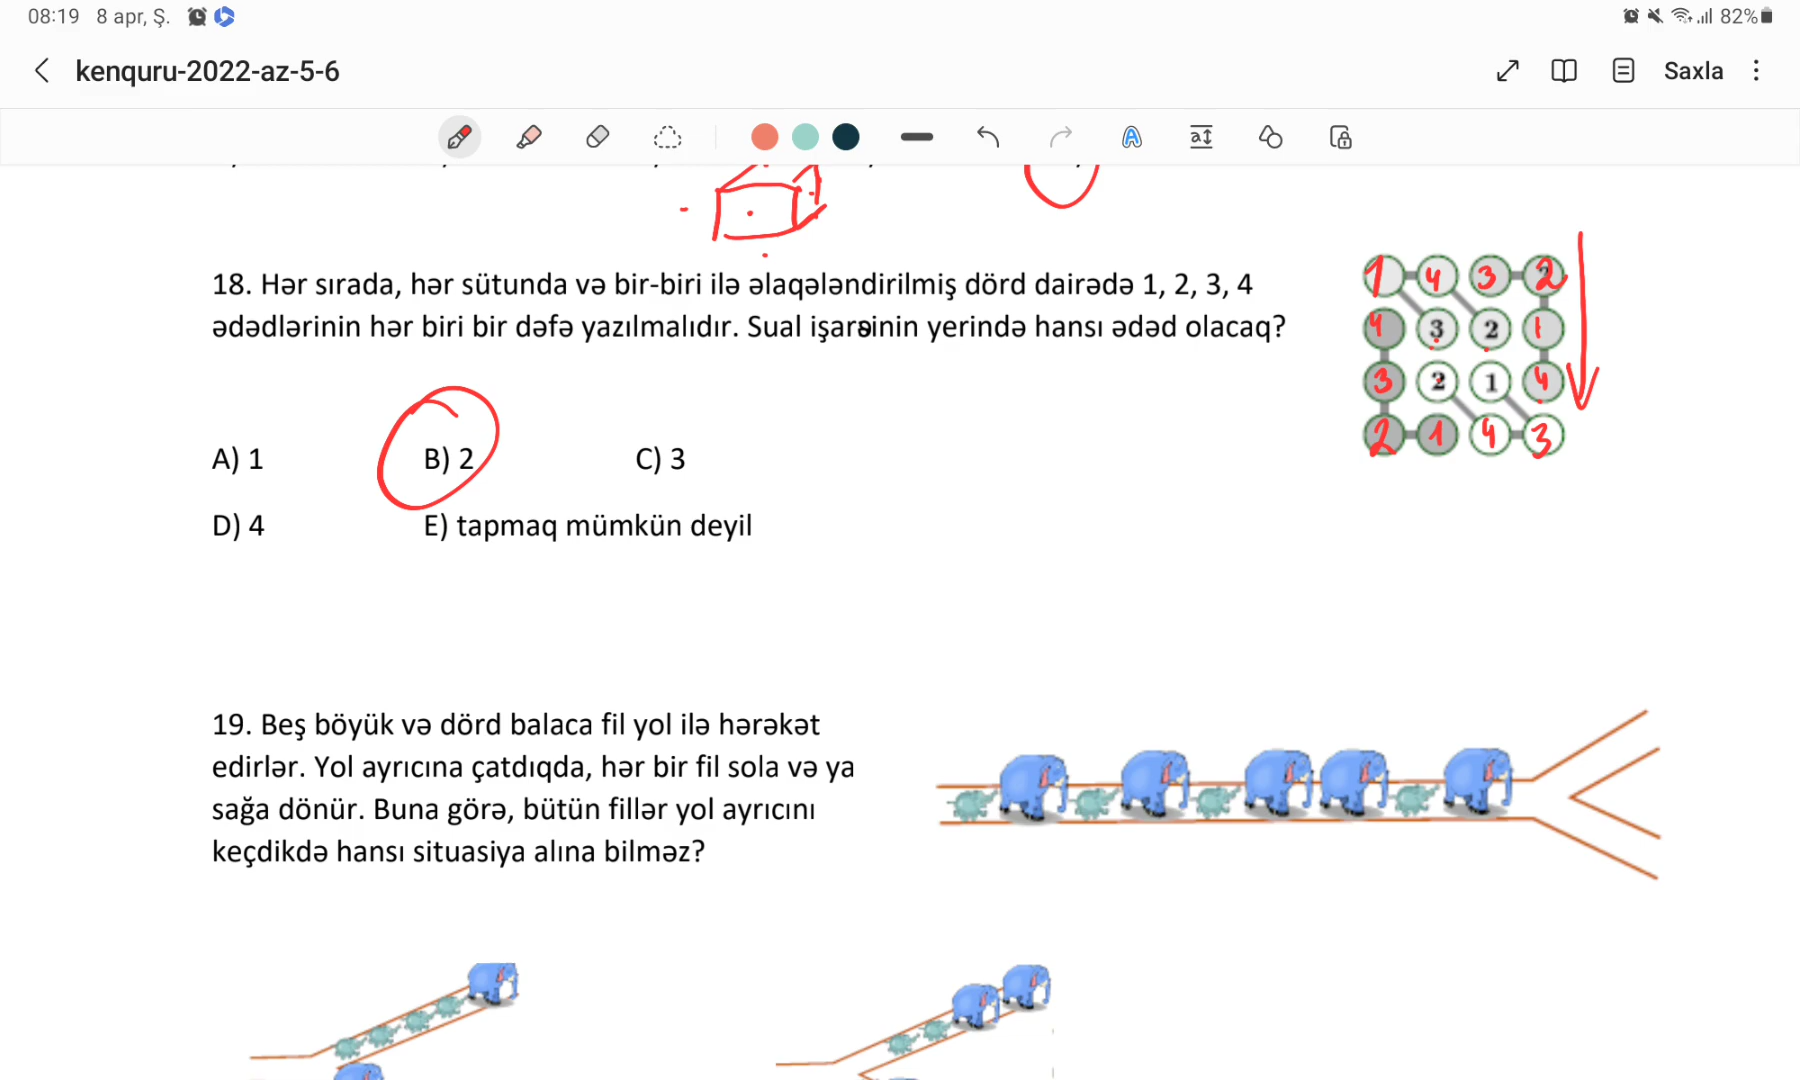 08:19 8 apr, Ş. 82%
kenquru-2022-az-5-6 Saxla
18. Hər sırada, hər sütunda və bir-biri ilə əlaqələndirilmiş dörd dairədə 1, 2, 3, 4
ədədlərinin hər biri bir dəfə yazılmalıdır. Sual işarəsinin yerində hansı ədəd olacaq?
1 4 3 2
4 3 2 1
3 2 1 4
2 1 4 3
A) 1 B) 2 C) 3
D) 4 E) tapmaq mümkün deyil
19. Beş böyük və dörd balaca fil yol ilə hərəkət
edirlər. Yol ayrıcına çatdıqda, hər bir fil sola və ya
sağa dönür. Buna görə, bütün fillər yol ayrıcını
keçdikdə hansı situasiya alına bilməz?